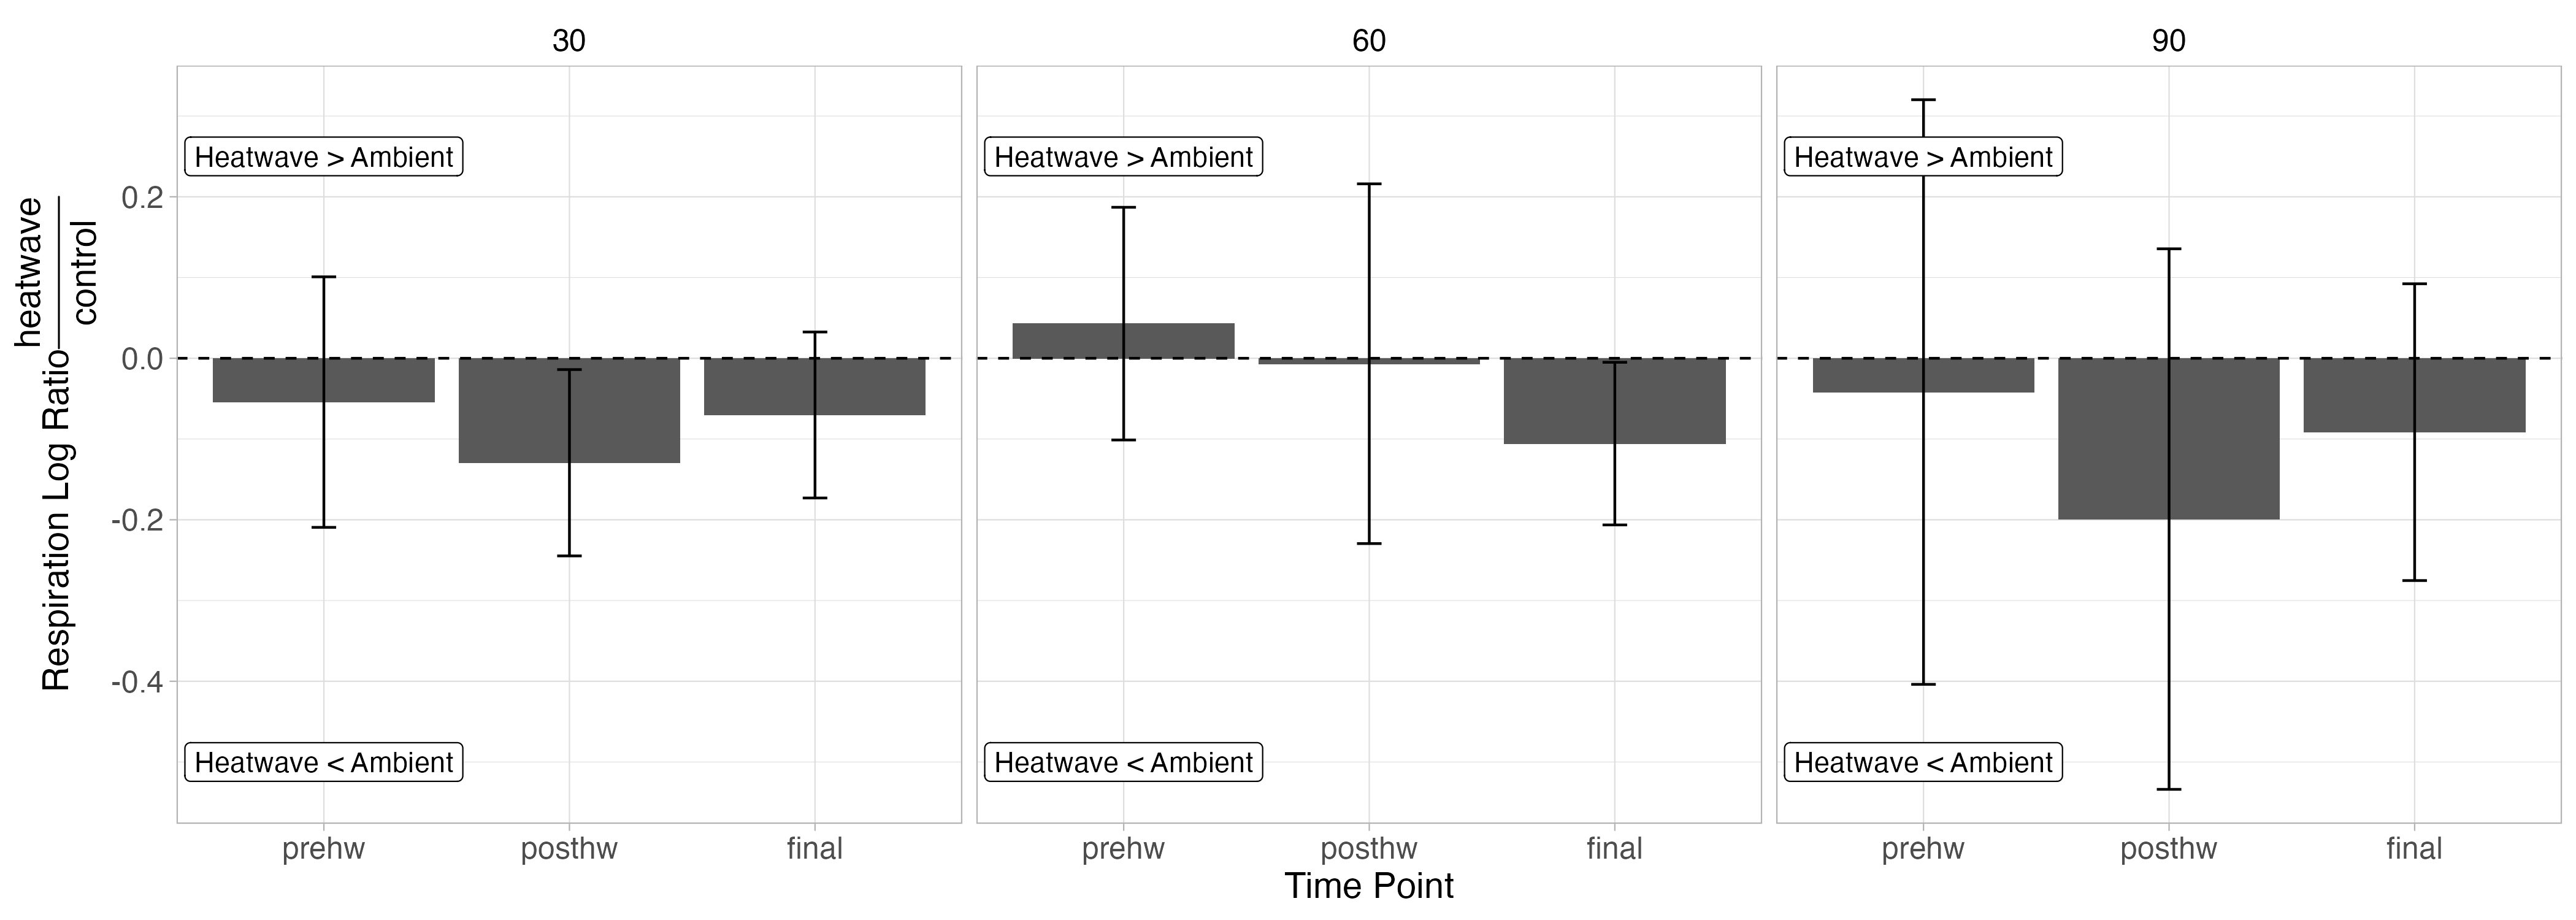 30
60
90
Heatwave > Ambient
Heatwave > Ambient
Heatwave > Ambient
Respiration Log Ratio
heatwave
control
0.2
0.0
-0.2
-0.4
Heatwave < Ambient
Heatwave < Ambient
Heatwave < Ambient
prehw
posthw
final
prehw
posthw
final
prehw
posthw
final
Time Point